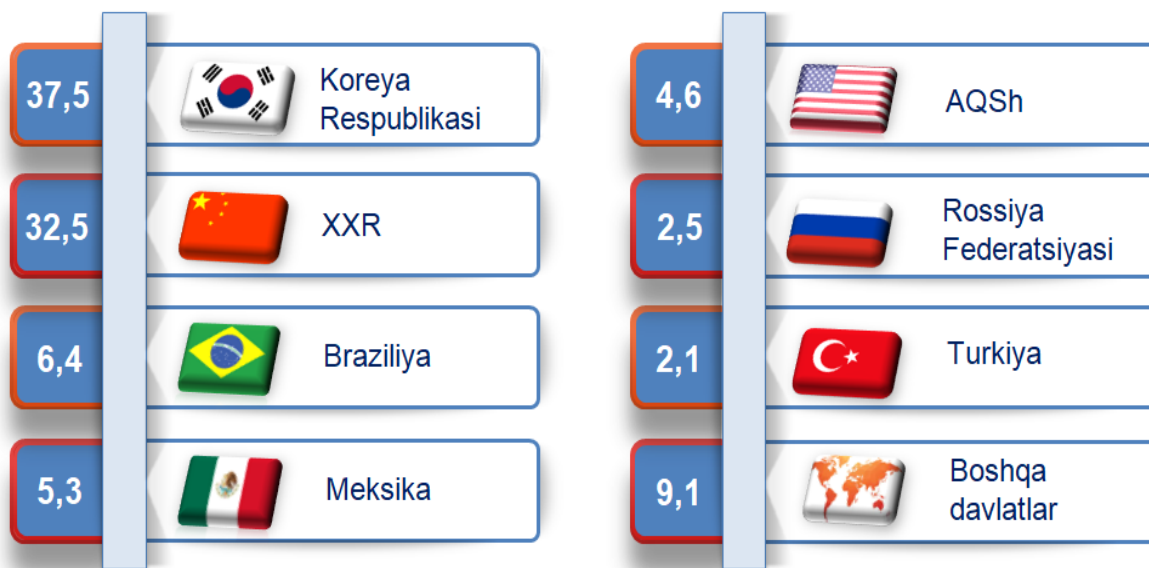 37,5
Koreya
Respublikasi
32,5
XXR
6,4
Braziliya
5,3
Meksika
4,6
AQSh
2,5
Rossiya
Federatsiyasi
2,1
Turkiya
9,1
Boshqa
davlatlar